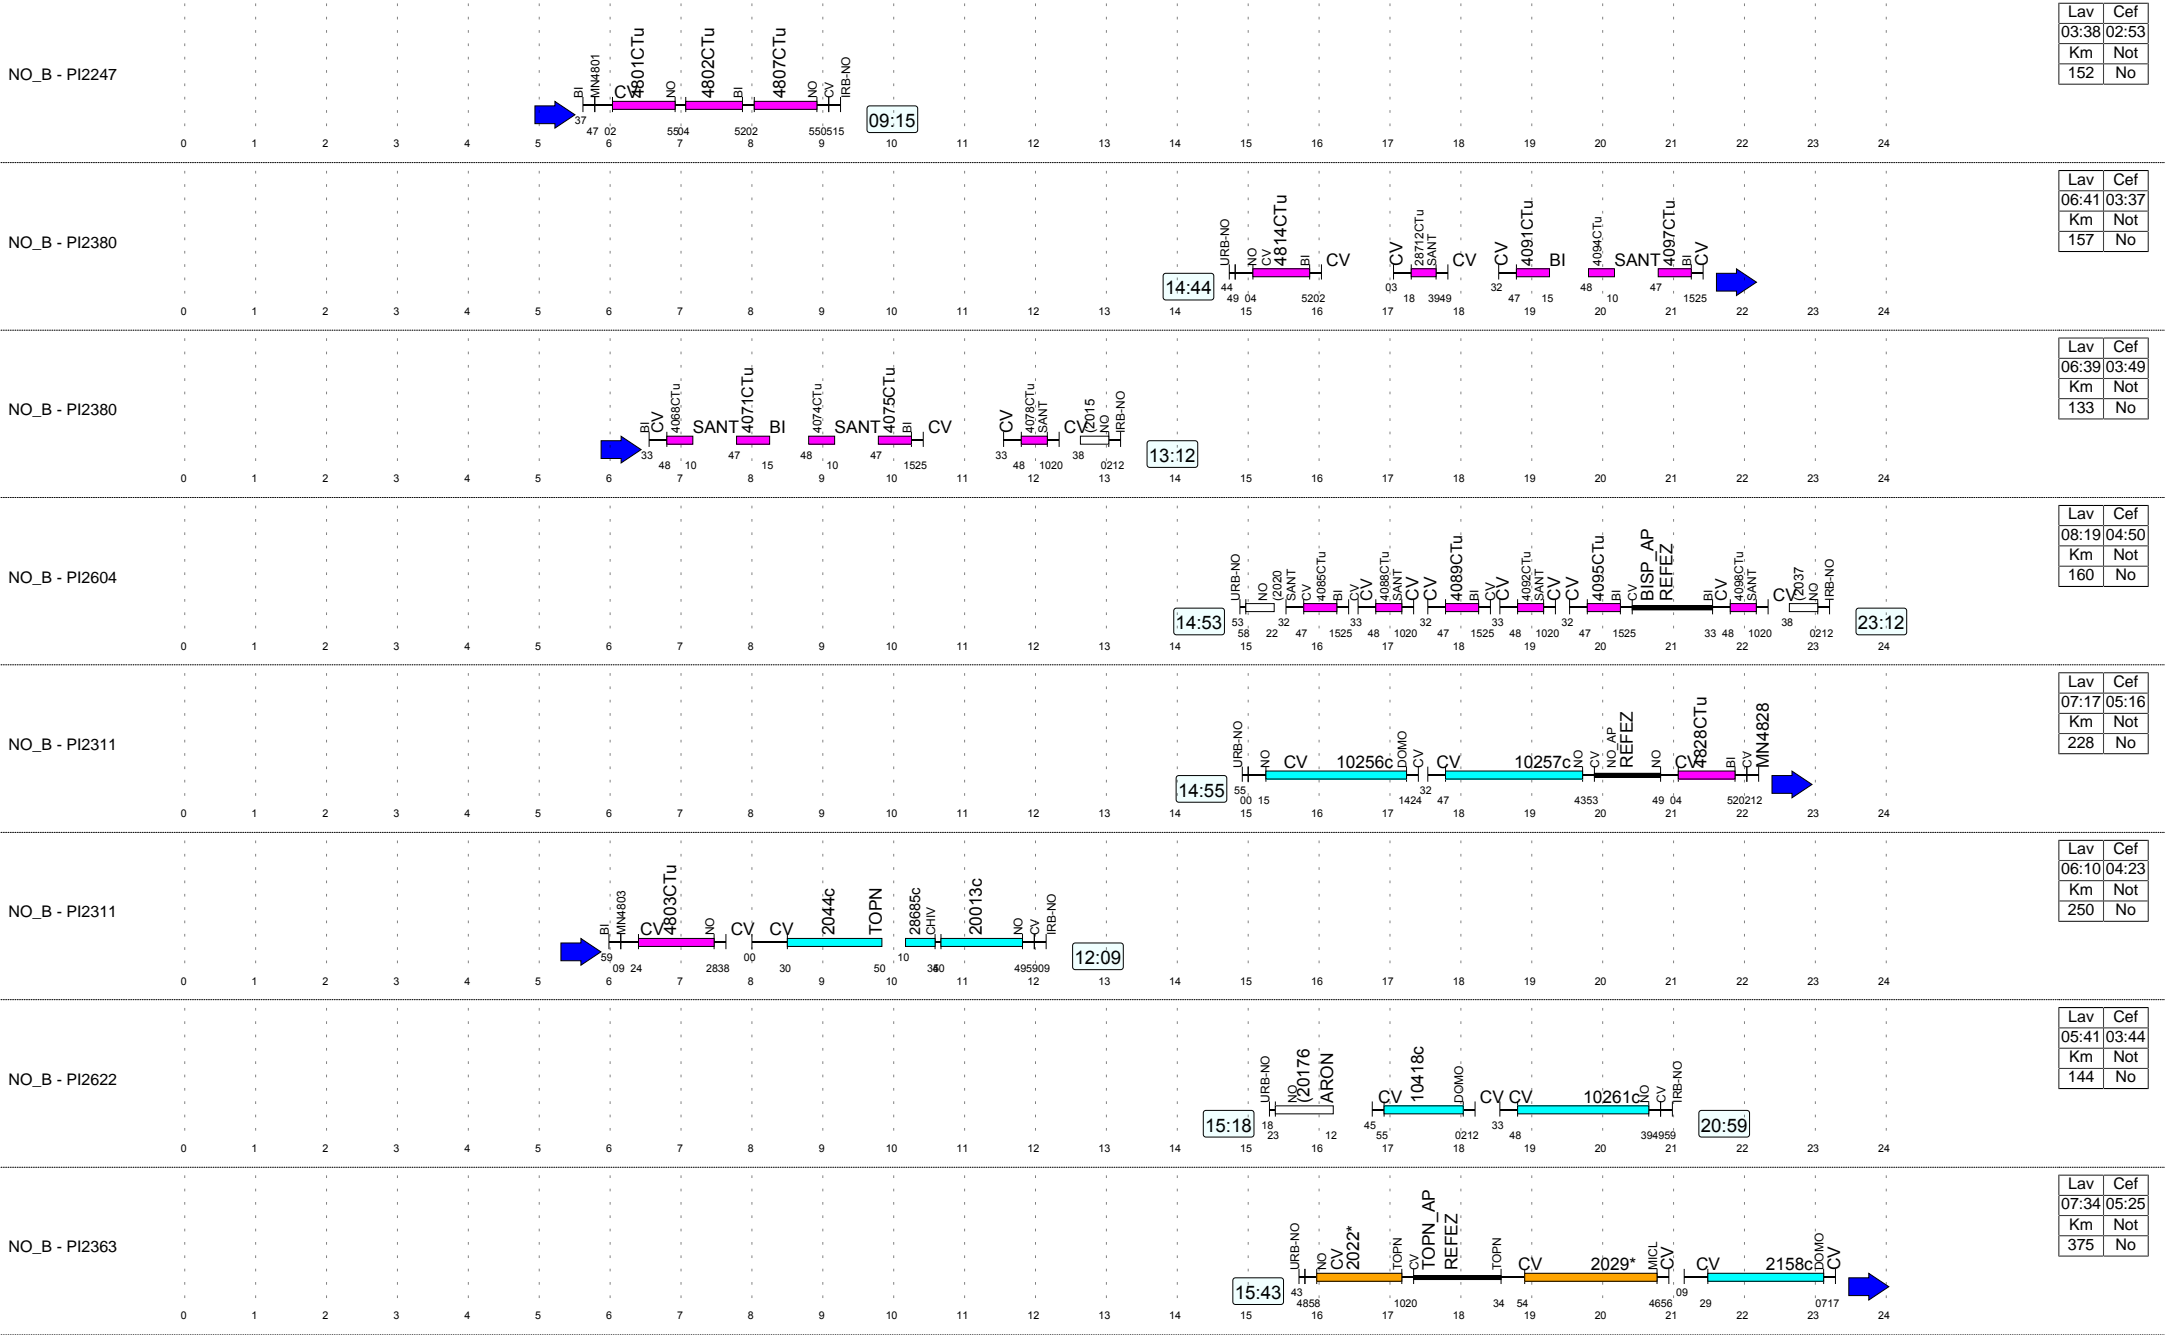 Lav Cef
03:38 02:53
Km Not
152 No
NO_B - PI2247
BI MN4801 CV 4801CTu NO 4802CTu BI 4807CTu NO CV IRB-NO
09:15
37 47 02 5504 5202 550515
0 1 2 3 4 5 6 7 8 9 10 11 12 13 14 15 16 17 18 19 20 21 22 23 24
Lav Cef
06:41 03:37
Km Not
157 No
NO_B - PI2380
URB-NO NO CV 4814CTu BI CV CV 28712CTu SANT CV CV 4091CTu BI 4094CTu SANT 4097CTu BI CV
14:44
44 49 04 5202 03 18 3949 32 47 15 48 10 47 1525
0 1 2 3 4 5 6 7 8 9 10 11 12 13 14 15 16 17 18 19 20 21 22 23 24
Lav Cef
06:39 03:49
Km Not
133 No
NO_B - PI2380
BI CV 4068CTu SANT 4071CTu BI 4074CTu SANT 4075CTu BI CV CV 4078CTu SANT CV (2015 NO IRB-NO
13:12
33 48 10 47 15 48 10 47 1525 33 48 1020 38 0212
0 1 2 3 4 5 6 7 8 9 10 11 12 13 14 15 16 17 18 19 20 21 22 23 24
Lav Cef
08:19 04:50
Km Not
160 No
NO_B - PI2604
URB-NO NO (2020 SANT CV 4085CTu BI CV CV 4088CTu SANT CV CV 4089CTu BI CV CV 4092CTu SANT CV CV 4095CTu BI CV BISP_AP REFEZ BI CV 4098CTu SANT CV (2037 NO IRB-NO
14:53 23:12
53 58 22 32 47 1525 33 48 1020 32 47 1525 33 48 1020 32 47 1525 33 48 1020 38 0212
0 1 2 3 4 5 6 7 8 9 10 11 12 13 14 15 16 17 18 19 20 21 22 23 24
Lav Cef
07:17 05:16
Km Not
228 No
NO_B - PI2311
URB-NO NO CV 10256c DOMO CV CV 10257c NO CV NO_AP REFEZ NO CV 4828CTu BI CV MN4828
14:55
55 00 15 1424 32 47 4353 49 04 520212
0 1 2 3 4 5 6 7 8 9 10 11 12 13 14 15 16 17 18 19 20 21 22 23 24
Lav Cef
06:10 04:23
Km Not
250 No
NO_B - PI2311
BI MN4803 CV 4803CTu NO CV CV 2044c TOPN 28685c CHIV 20013c NO CV IRB-NO
12:09
59 09 24 2838 00 30 50 10 495909
0 1 2 3 4 5 6 7 8 9 10 11 12 13 14 15 16 17 18 19 20 21 22 23 24
Lav Cef
05:41 03:44
Km Not
144 No
NO_B - PI2622
URB-NO NO (20176 ARON CV 10418c DOMO CV CV 10261c NO CV IRB-NO
15:18 20:59
18 23 12 45 55 0212 33 48 394959
0 1 2 3 4 5 6 7 8 9 10 11 12 13 14 15 16 17 18 19 20 21 22 23 24
Lav Cef
07:34 05:25
Km Not
375 No
NO_B - PI2363
URB-NO NO CV 2022* TOPN CV TOPN_AP REFEZ TOPN CV 2029* MICL CV CV 2158c DOMO CV
15:43
43 4858 1020 34 54 4656 09 29 0717
0 1 2 3 4 5 6 7 8 9 10 11 12 13 14 15 16 17 18 19 20 21 22 23 24